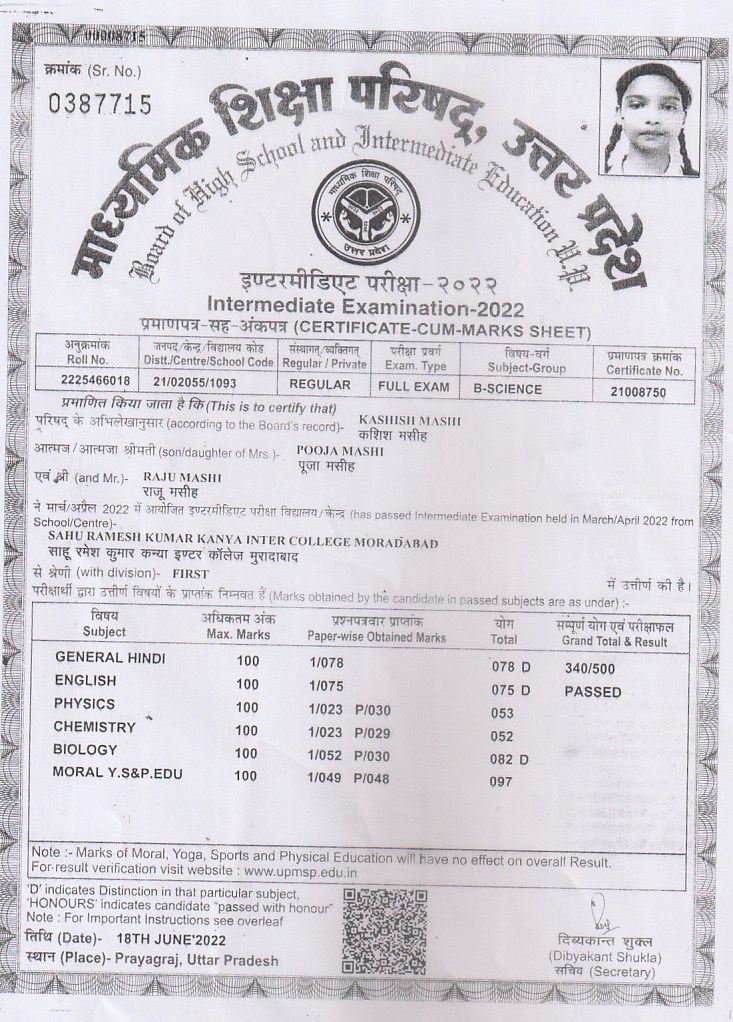 00008715
क्रमांक (Sr. No.)
0387715
माध्यमिक शिक्षा परिषद्, उत्तर प्रदेश
Board of High School and Intermediate Education U.P.
माध्यमिक शिक्षा परिषद्
उत्तर प्रदेश
इण्टरमीडिएट परीक्षा-२०२२
Intermediate Examination-2022
प्रमाणपत्र-सह-अंकपत्र (CERTIFICATE-CUM-MARKS SHEET)
अनुक्रमांक जनपद/केन्द्र/विद्यालय कोड संस्थागत/व्यक्तिगत परीक्षा प्रवर्ग विषय-वर्ग प्रमाणपत्र क्रमांक
Roll No. Distt./Centre/School Code Regular / Private Exam. Type Subject-Group Certificate No.
2225466018 21/02055/1093 REGULAR FULL EXAM B-SCIENCE 21008750
प्रमाणित किया जाता है कि (This is to certify that)
परिषद् के अभिलेखानुसार (according to the Board's record)- KASHISH MASHI
कशिश मसीह
आत्मज/आत्मजा श्रीमती (son/daughter of Mrs.)- POOJA MASHI
पूजा मसीह
एवं श्री (and Mr.)- RAJU MASHI
राजू मसीह
ने मार्च/अप्रैल 2022 में आयोजित इण्टरमीडिएट परीक्षा विद्यालय/केन्द्र (has passed Intermediate Examination held in March/April 2022 from
School/Centre)-
SAHU RAMESH KUMAR KANYA INTER COLLEGE MORADABAD
साहू रमेश कुमार कन्या इण्टर कॉलेज मुरादाबाद
से श्रेणी (with division)- FIRST में उत्तीर्ण की है।
परीक्षार्थी द्वारा उत्तीर्ण विषयों के प्राप्तांक निम्नवत हैं (Marks obtained by the candidate in passed subjects are as under) :-
विषय अधिकतम अंक प्रश्नपत्रवार प्राप्तांक योग सम्पूर्ण योग एवं परीक्षाफल
Subject Max. Marks Paper-wise Obtained Marks Total Grand Total & Result
GENERAL HINDI 100 1/078 078 D 340/500
ENGLISH 100 1/075 075 D PASSED
PHYSICS 100 1/023 P/030 053
CHEMISTRY 100 1/023 P/029 052
BIOLOGY 100 1/052 P/030 082 D
MORAL Y.S&P.EDU 100 1/049 P/048 097
Note :- Marks of Moral, Yoga, Sports and Physical Education will have no effect on overall Result.
For result verification visit website : www.upmsp.edu.in
'D' indicates Distinction in that particular subject,
'HONOURS' indicates candidate "passed with honour"
Note : For Important Instructions see overleaf
तिथि (Date)- 18TH JUNE'2022
स्थान (Place)- Prayagraj, Uttar Pradesh
दिब्यकान्त शुक्ल
(Dibyakant Shukla)
सचिव (Secretary)